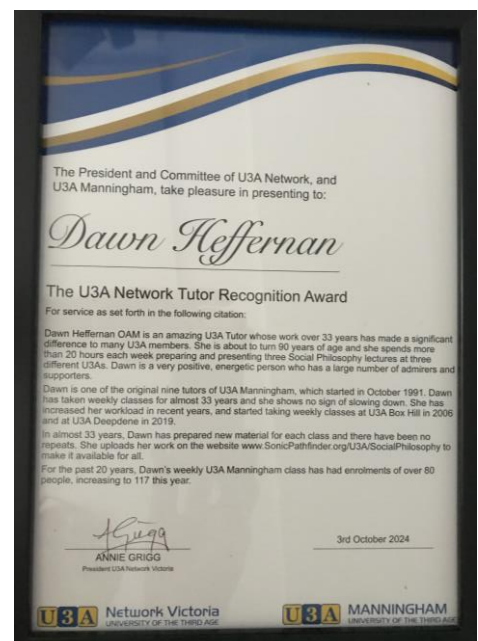 The President and Committee of U3A Network, and
U3A Manningham, take pleasure in presenting to:
Dawn Heffernan
The U3A Network Tutor Recognition Award
For service as set forth in the following citation:
Dawn Heffernan OAM is an amazing U3A Tutor whose work over 33 years has made a significant
difference to many U3A members. She is about to turn 90 years of age and she spends more
than 20 hours each week preparing and presenting three Social Philosophy lectures at three
different U3As. Dawn is a very positive, energetic person who has a large number of admirers and
supporters.
Dawn is one of the original nine tutors of U3A Manningham, which started in October 1991. Dawn
has taken weekly classes for almost 33 years and she shows no sign of slowing down. She has
increased her workload in recent years, and started taking weekly classes at U3A Box Hill in 2006
and at U3A Deepdene in 2019.
In almost 33 years, Dawn has prepared new material for each class and there have been no
repeats. She uploads her work on the website www.SonicPathfinder.org/U3A/SocialPhilosophy to
make it available for all.
For the past 20 years, Dawn's weekly U3A Manningham class has had enrolments of over 80
people, increasing to 117 this year.
AGrigg
ANNIE GRIGG
President U3A Network Victoria
3rd October 2024
U3A Network Victoria
UNIVERSITY OF THE THIRD AGE
U3A MANNINGHAM
UNIVERSITY OF THE THIRD AGE